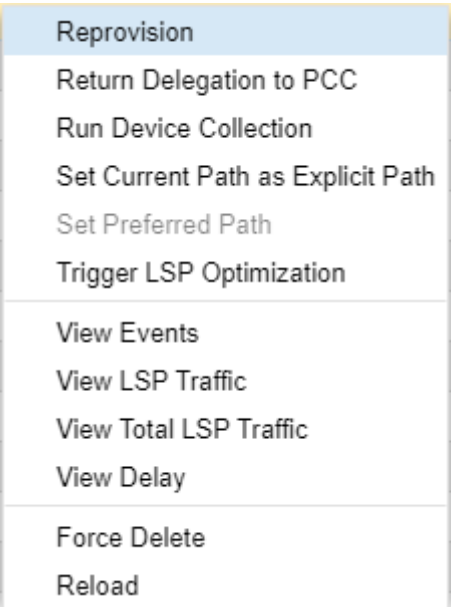 Reprovision
Return Delegation to PCC
Run Device Collection
Set Current Path as Explicit Path
Set Preferred Path
Trigger LSP Optimization
View Events
View LSP Traffic
View Total LSP Traffic
View Delay
Force Delete
Reload